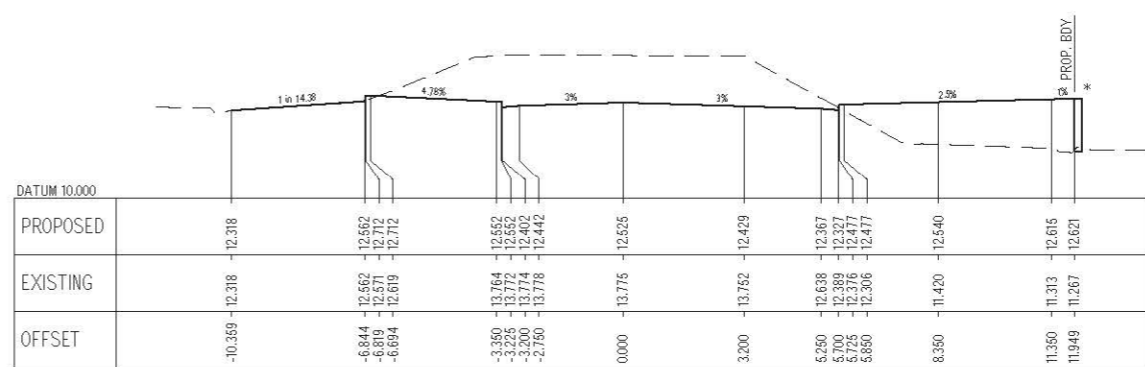 PROP. BDY
1 in 14.38
4.78%
3%
3%
2.5%
1%
*
DATUM 10.000
PROPOSED 12.318 12.562 12.712 12.712 12.552 12.552 12.402 12.442 12.525 12.429 12.367 12.327 12.477 12.477 12.540 12.615 12.621
EXISTING 12.318 12.562 12.571 12.619 13.764 13.772 13.774 13.778 13.775 13.752 12.638 12.389 12.376 12.306 11.420 11.313 11.267
OFFSET -10.359 -6.844 -6.819 -6.694 -3.350 -3.225 -3.200 -2.750 0.000 3.200 5.250 5.700 5.725 5.850 8.350 11.350 11.949